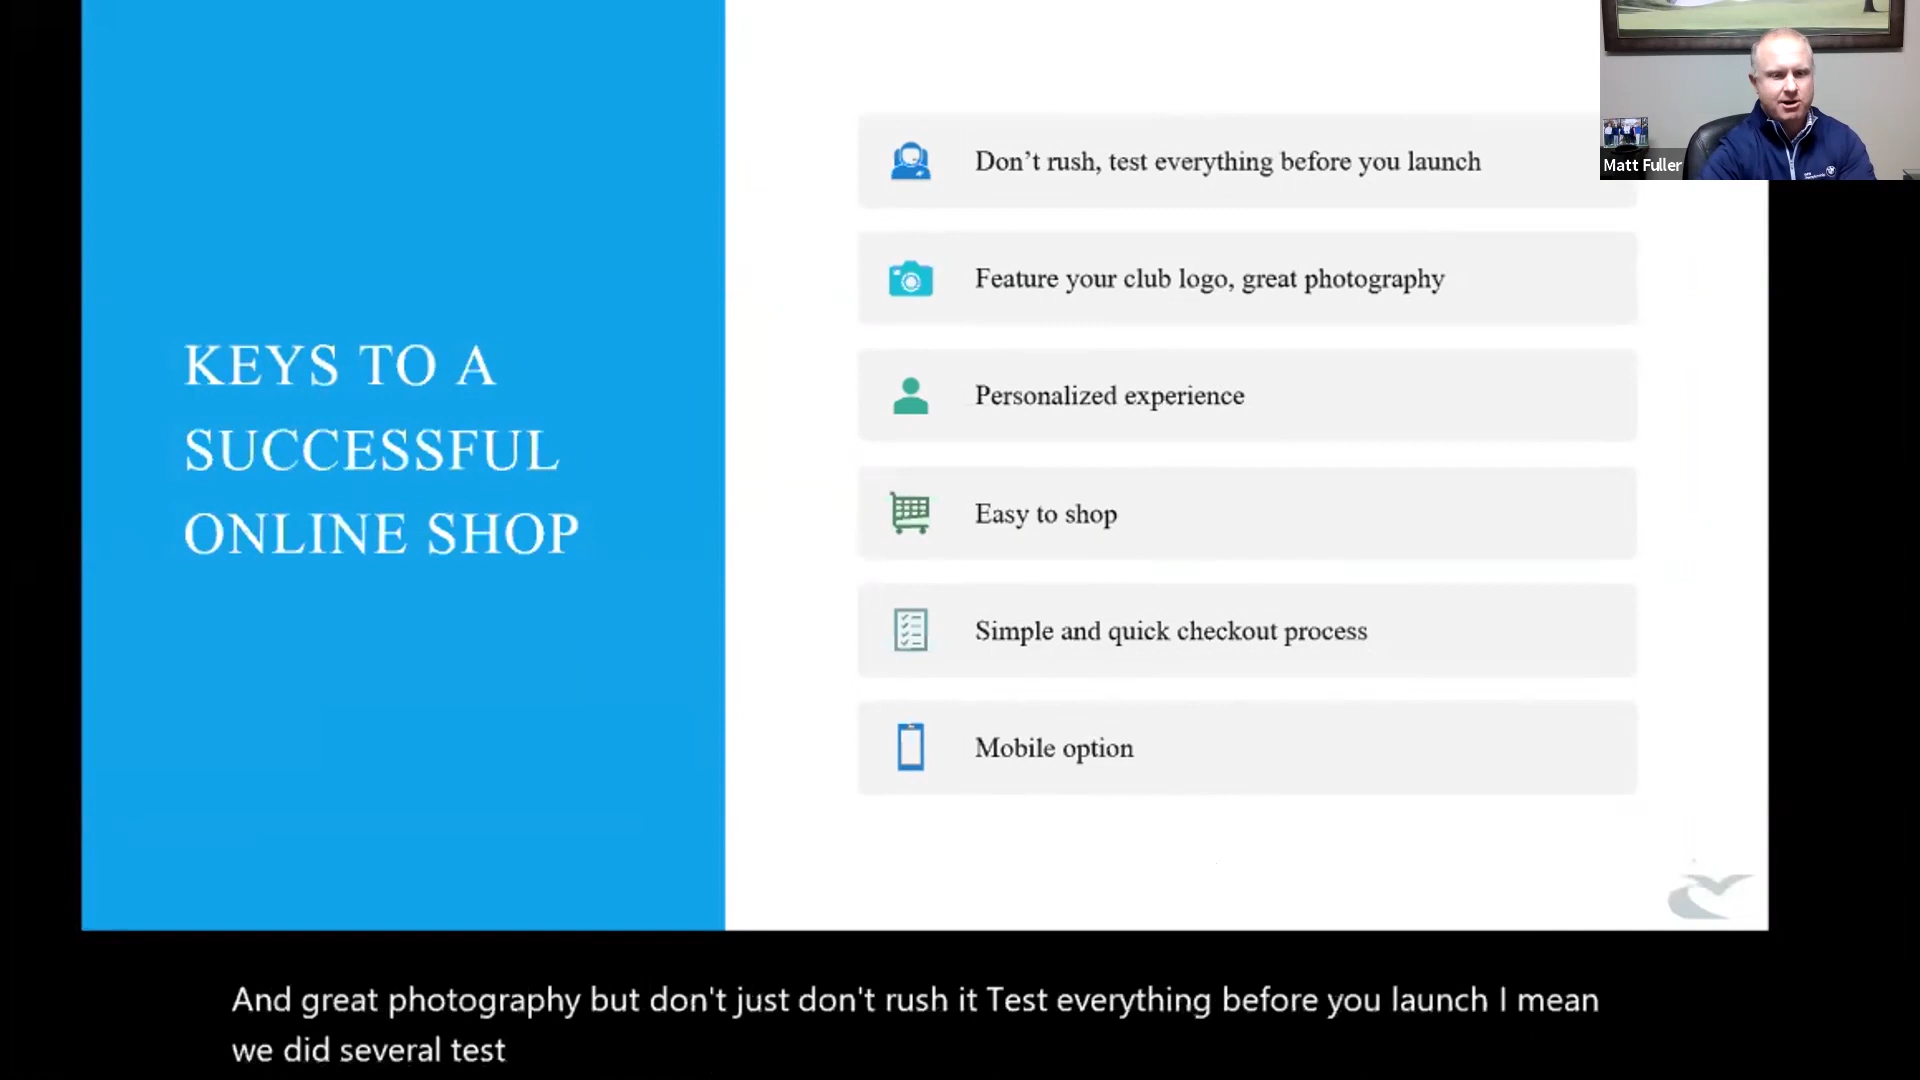 KEYS TO A
SUCCESSFUL
ONLINE SHOP
Don’t rush, test everything before you launch
Feature your club logo, great photography
Personalized experience
Easy to shop
Simple and quick checkout process
Mobile option
Matt Fuller
And great photography but don't just don't rush it Test everything before you launch I mean
we did several test